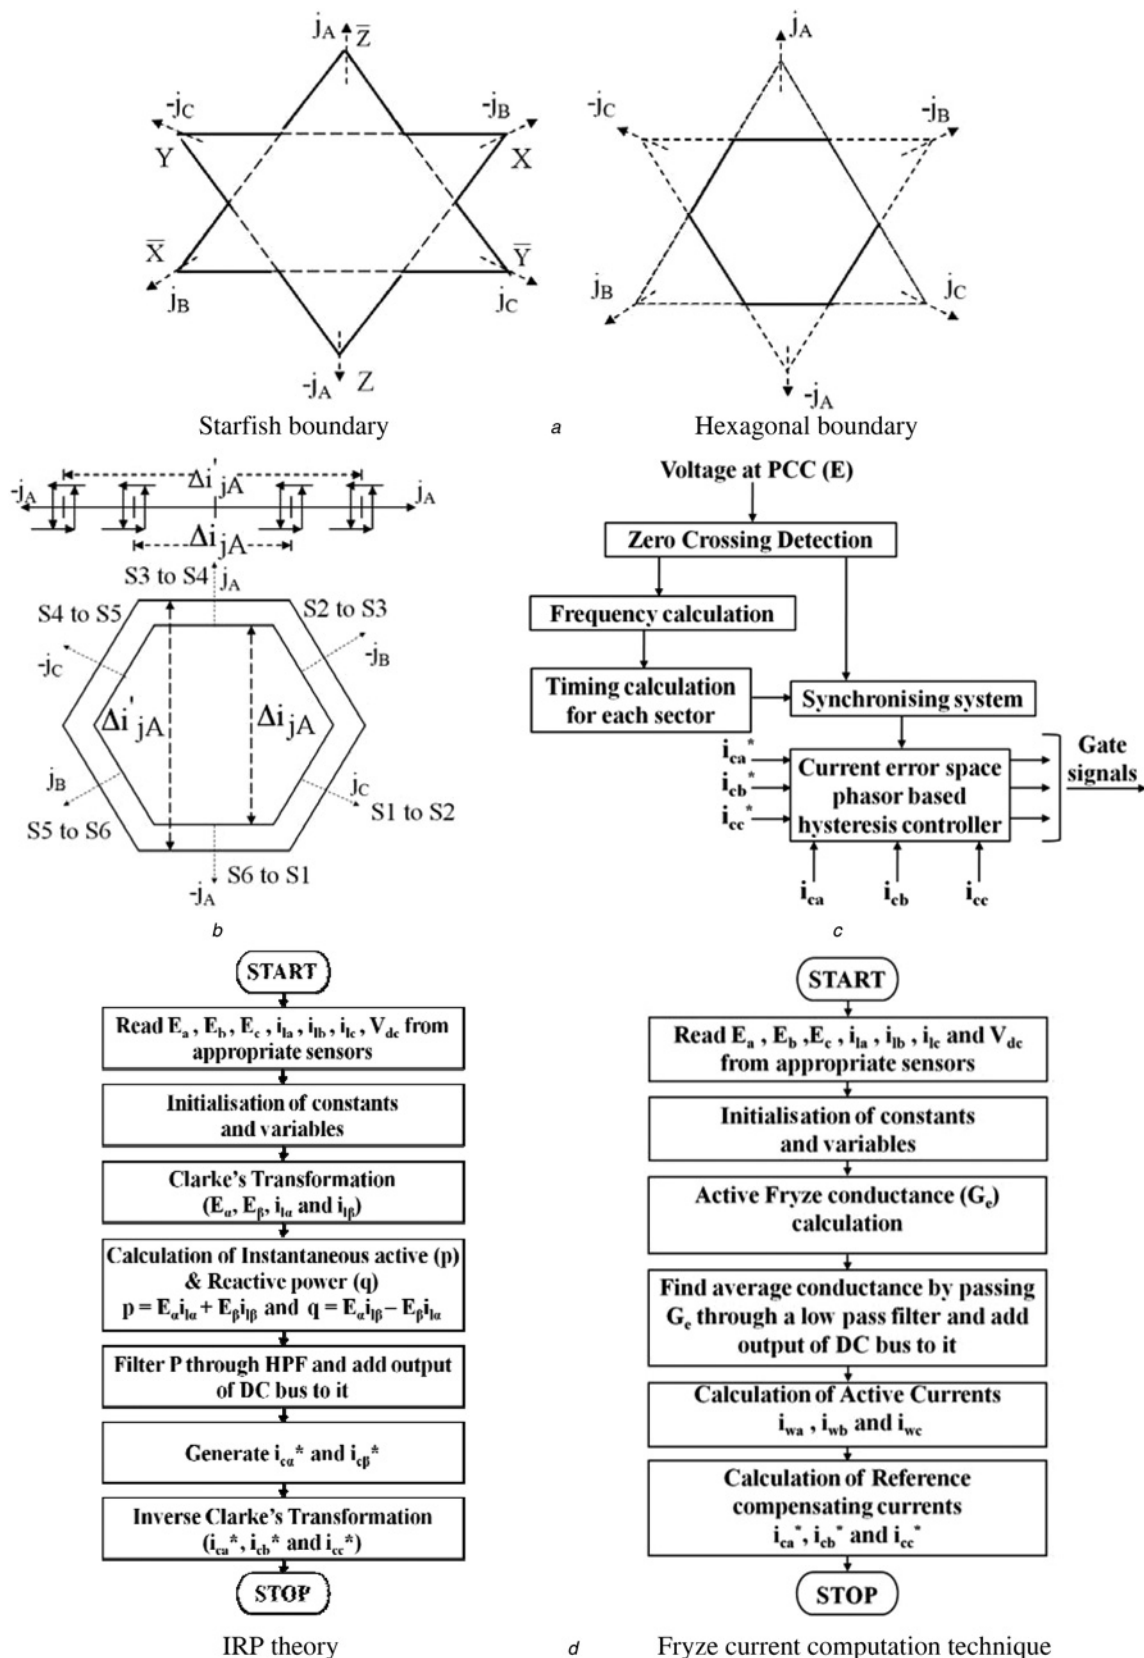 j_A
Z̅
-j_C
-j_B
Y
X
X̅
Y̅
j_B
j_C
-j_A
Z
Starfish boundary
j_A
-j_C
-j_B
j_B
j_C
-j_A
Hexagonal boundary
a
-j_A
Δi'_jA
j_A
Δi_jA
S3 to S4
j_A
S4 to S5
S2 to S3
-j_C
-j_B
Δi'_jA
Δi_jA
j_B
j_C
S5 to S6
S1 to S2
S6 to S1
-j_A
b
Voltage at PCC (E)
Zero Crossing Detection
Frequency calculation
Timing calculation
for each sector
Synchronising system
i_ca*
i_cb*
i_cc*
Current error space
phasor based
hysteresis controller
Gate
signals
i_ca
i_cb
i_cc
c
START
Read E_a , E_b , E_c , i_la , i_lb , i_lc , V_dc from
appropriate sensors
Initialisation of constants
and variables
Clarke's Transformation
(E_α, E_β, i_lα and i_lβ)
Calculation of Instantaneous active (p)
& Reactive power (q)
p = E_α i_lα + E_β i_lβ and q = E_α i_lβ – E_β i_lα
Filter P through HPF and add output
of DC bus to it
Generate i_cα* and i_cβ*
Inverse Clarke's Transformation
(i_ca*, i_cb* and i_cc*)
STOP
IRP theory
START
Read E_a , E_b ,E_c , i_la , i_lb , i_lc and V_dc
from appropriate sensors
Initialisation of constants
and variables
Active Fryze conductance (G_e)
calculation
Find average conductance by passing
G_e through a low pass filter and add
output of DC bus to it
Calculation of Active Currents
i_wa , i_wb and i_wc
Calculation of Reference
compensating currents
i_ca*, i_cb* and i_cc*
STOP
d
Fryze current computation technique